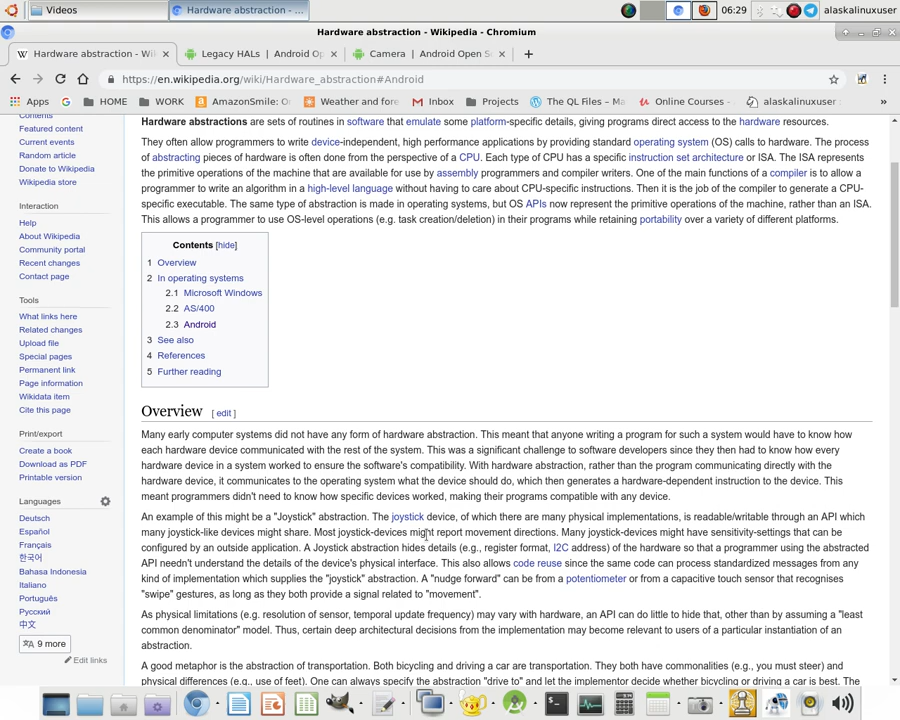 Videos
Hardware abstraction - ...
06:29
alaskalinuxuser
Hardware abstraction - Wikipedia - Chromium
Hardware abstraction - Wi
Legacy HALs | Android Op
Camera | Android Open S
https://en.wikipedia.org/wiki/Hardware_abstraction#Android
Apps
HOME
WORK
AmazonSmile: O
Weather and fore
Inbox
Projects
The QL Files – Ma
Online Courses -
alaskalinuxuser
»
Contents
Featured content
Current events
Random article
Donate to Wikipedia
Wikipedia store
Interaction
Help
About Wikipedia
Community portal
Recent changes
Contact page
Tools
What links here
Related changes
Upload file
Special pages
Permanent link
Page information
Wikidata item
Cite this page
Print/export
Create a book
Download as PDF
Printable version
Languages
Deutsch
Español
Français
한국어
Bahasa Indonesia
Italiano
Português
Русский
中文
9 more
Edit links
Hardware abstractions are sets of routines in software that emulate some platform-specific details, giving programs direct access to the hardware resources.
They often allow programmers to write device-independent, high performance applications by providing standard operating system (OS) calls to hardware. The process
of abstracting pieces of hardware is often done from the perspective of a CPU. Each type of CPU has a specific instruction set architecture or ISA. The ISA represents
the primitive operations of the machine that are available for use by assembly programmers and compiler writers. One of the main functions of a compiler is to allow a
programmer to write an algorithm in a high-level language without having to care about CPU-specific instructions. Then it is the job of the compiler to generate a CPU-
specific executable. The same type of abstraction is made in operating systems, but OS APIs now represent the primitive operations of the machine, rather than an ISA.
This allows a programmer to use OS-level operations (e.g. task creation/deletion) in their programs while retaining portability over a variety of different platforms.
Contents [hide]
1 Overview
2 In operating systems
2.1 Microsoft Windows
2.2 AS/400
2.3 Android
3 See also
4 References
5 Further reading
Overview [ edit ]
Many early computer systems did not have any form of hardware abstraction. This meant that anyone writing a program for such a system would have to know how
each hardware device communicated with the rest of the system. This was a significant challenge to software developers since they then had to know how every
hardware device in a system worked to ensure the software's compatibility. With hardware abstraction, rather than the program communicating directly with the
hardware device, it communicates to the operating system what the device should do, which then generates a hardware-dependent instruction to the device. This
meant programmers didn't need to know how specific devices worked, making their programs compatible with any device.
An example of this might be a "Joystick" abstraction. The joystick device, of which there are many physical implementations, is readable/writable through an API which
many joystick-like devices might share. Most joystick-devices might report movement directions. Many joystick-devices might have sensitivity-settings that can be
configured by an outside application. A Joystick abstraction hides details (e.g., register format, I2C address) of the hardware so that a programmer using the abstracted
API needn't understand the details of the device's physical interface. This also allows code reuse since the same code can process standardized messages from any
kind of implementation which supplies the "joystick" abstraction. A "nudge forward" can be from a potentiometer or from a capacitive touch sensor that recognises
"swipe" gestures, as long as they both provide a signal related to "movement".
As physical limitations (e.g. resolution of sensor, temporal update frequency) may vary with hardware, an API can do little to hide that, other than by assuming a "least
common denominator" model. Thus, certain deep architectural decisions from the implementation may become relevant to users of a particular instantiation of an
abstraction.
A good metaphor is the abstraction of transportation. Both bicycling and driving a car are transportation. They both have commonalities (e.g., you must steer) and
physical differences (e.g., use of feet). One can always specify the abstraction "drive to" and let the implementor decide whether bicycling or driving a car is best. The